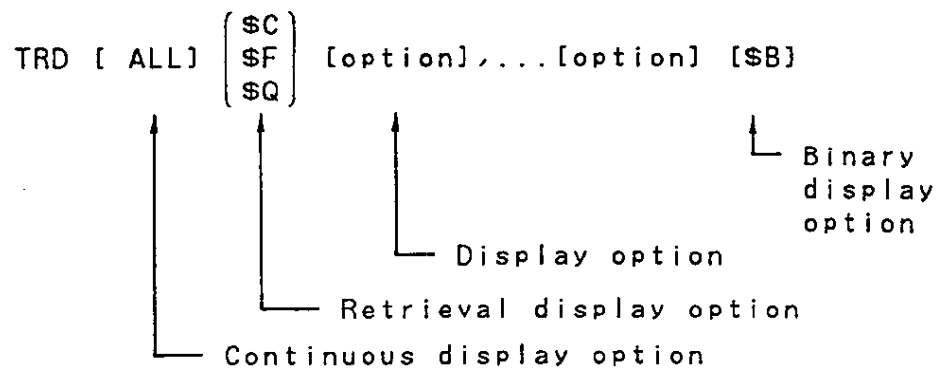 $C
TRD [ ALL] $F [option],...[option] [$B]
$Q
Binary
display
option
Display option
Retrieval display option
Continuous display option